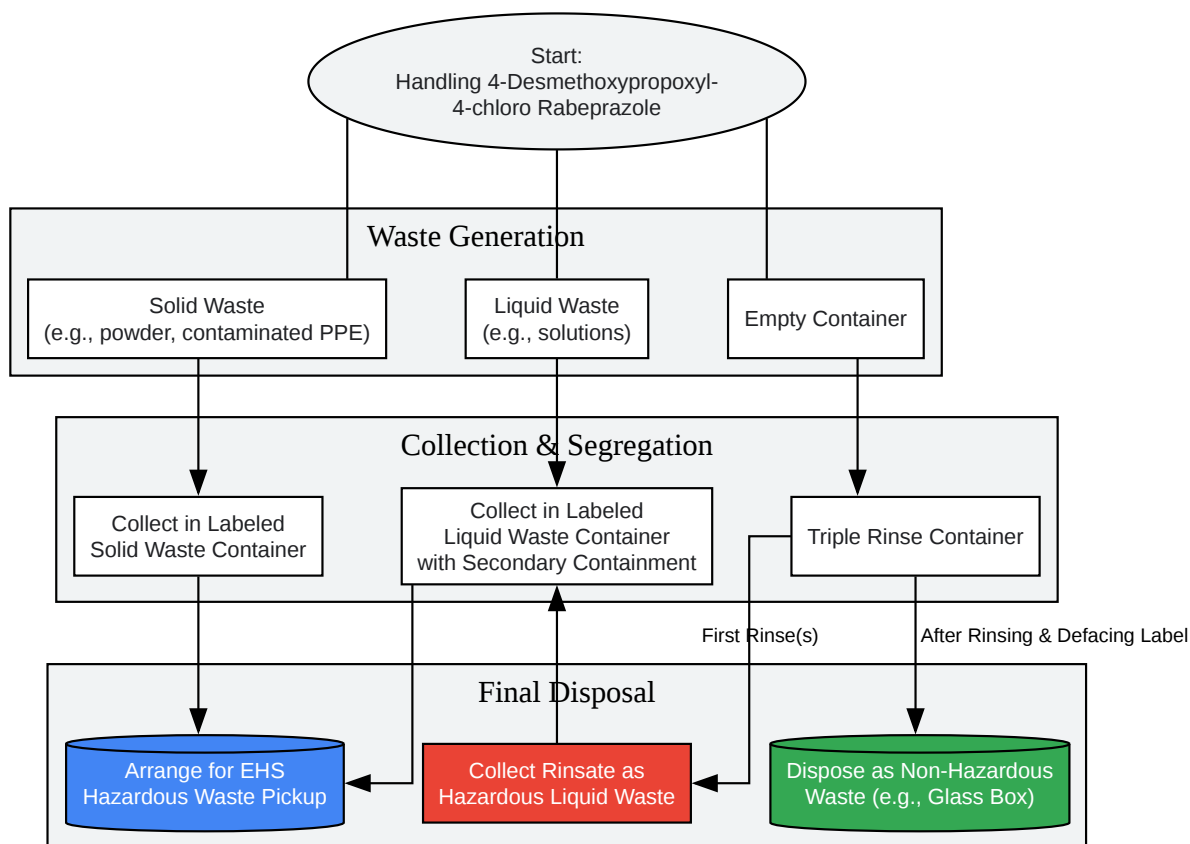 Start:
Handling 4-Desmethoxypropoxyl-
4-chloro Rabeprazole
Waste Generation
Solid Waste
(e.g., powder, contaminated PPE)
Liquid Waste
(e.g., solutions)
Empty Container
Collection & Segregation
Collect in Labeled
Solid Waste Container
Collect in Labeled
Liquid Waste Container
with Secondary Containment
Triple Rinse Container
First Rinse(s)
After Rinsing & Defacing Label
Final Disposal
Arrange for EHS
Hazardous Waste Pickup
Collect Rinsate as
Hazardous Liquid Waste
Dispose as Non-Hazardous
Waste (e.g., Glass Box)